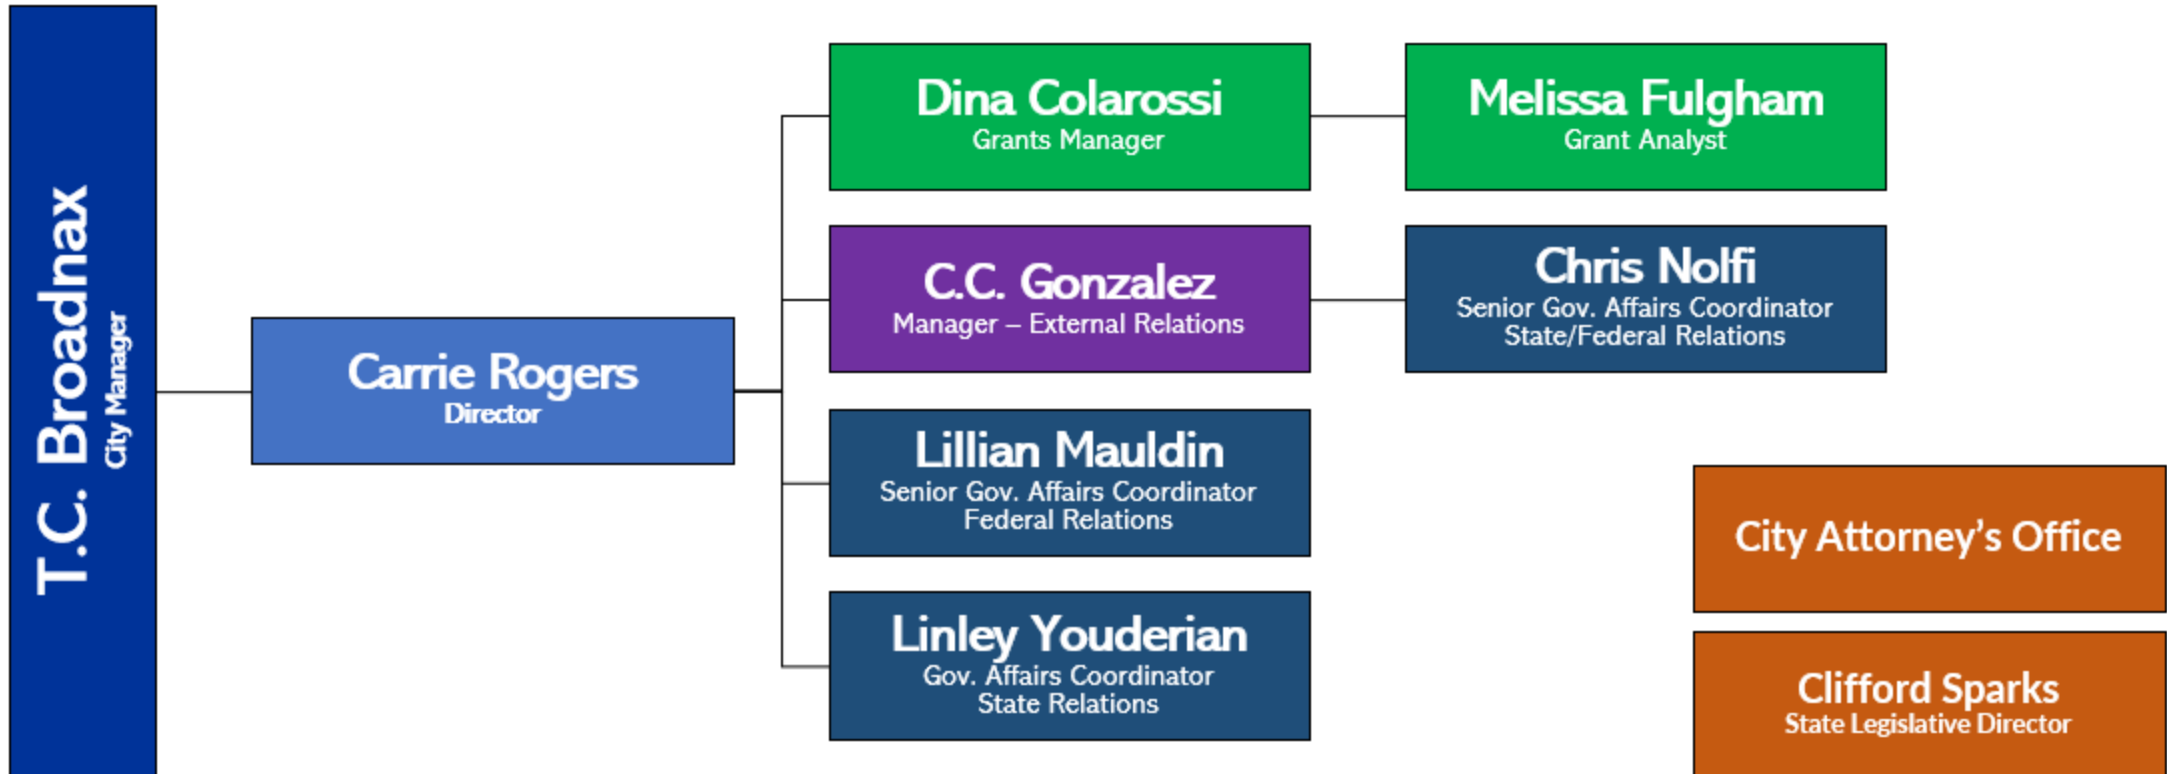 T.C. Broadnax
City Manager
Carrie Rogers
Director
Dina Colarossi
Grants Manager
Melissa Fulgham
Grant Analyst
C.C. Gonzalez
Manager – External Relations
Chris Nolfi
Senior Gov. Affairs Coordinator
State/Federal Relations
Lillian Mauldin
Senior Gov. Affairs Coordinator
Federal Relations
Linley Youderian
Gov. Affairs Coordinator
State Relations
City Attorney’s Office
Clifford Sparks
State Legislative Director